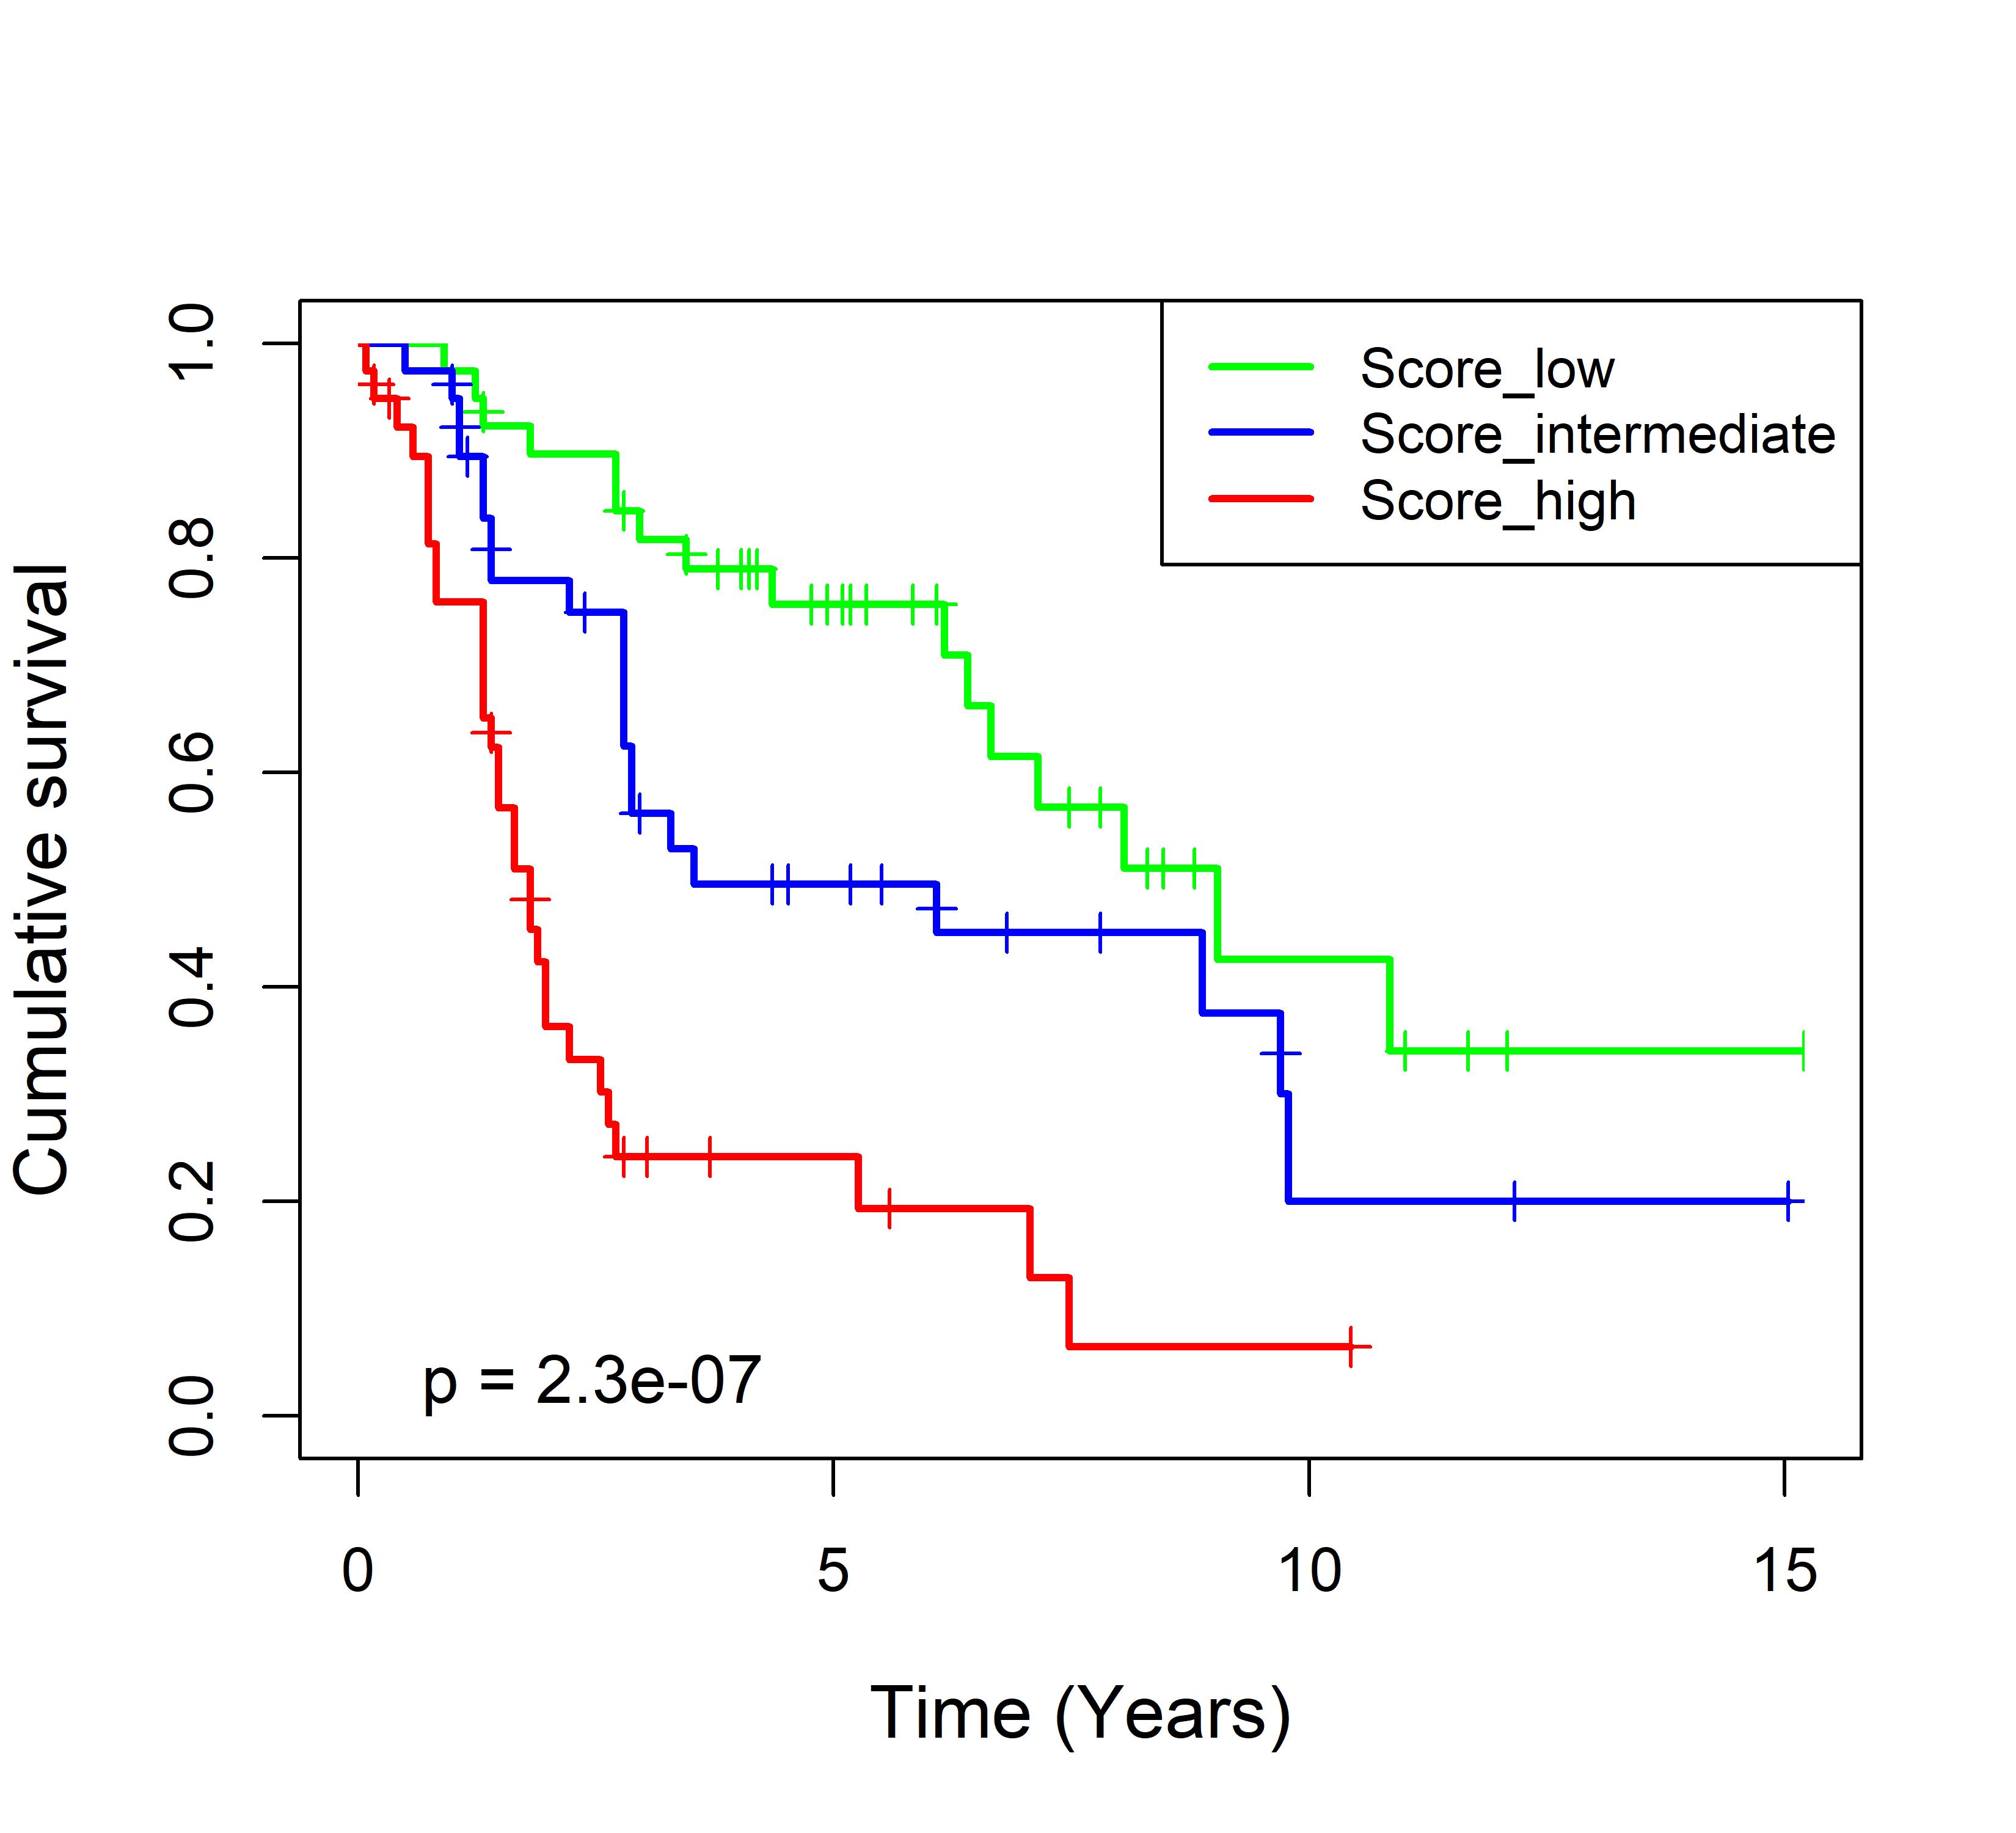 Cumulative survival
1.0
0.8
0.6
0.4
0.2
0.0
Score_low
Score_intermediate
Score_high
p = 2.3e-07
0 5 10 15
Time (Years)